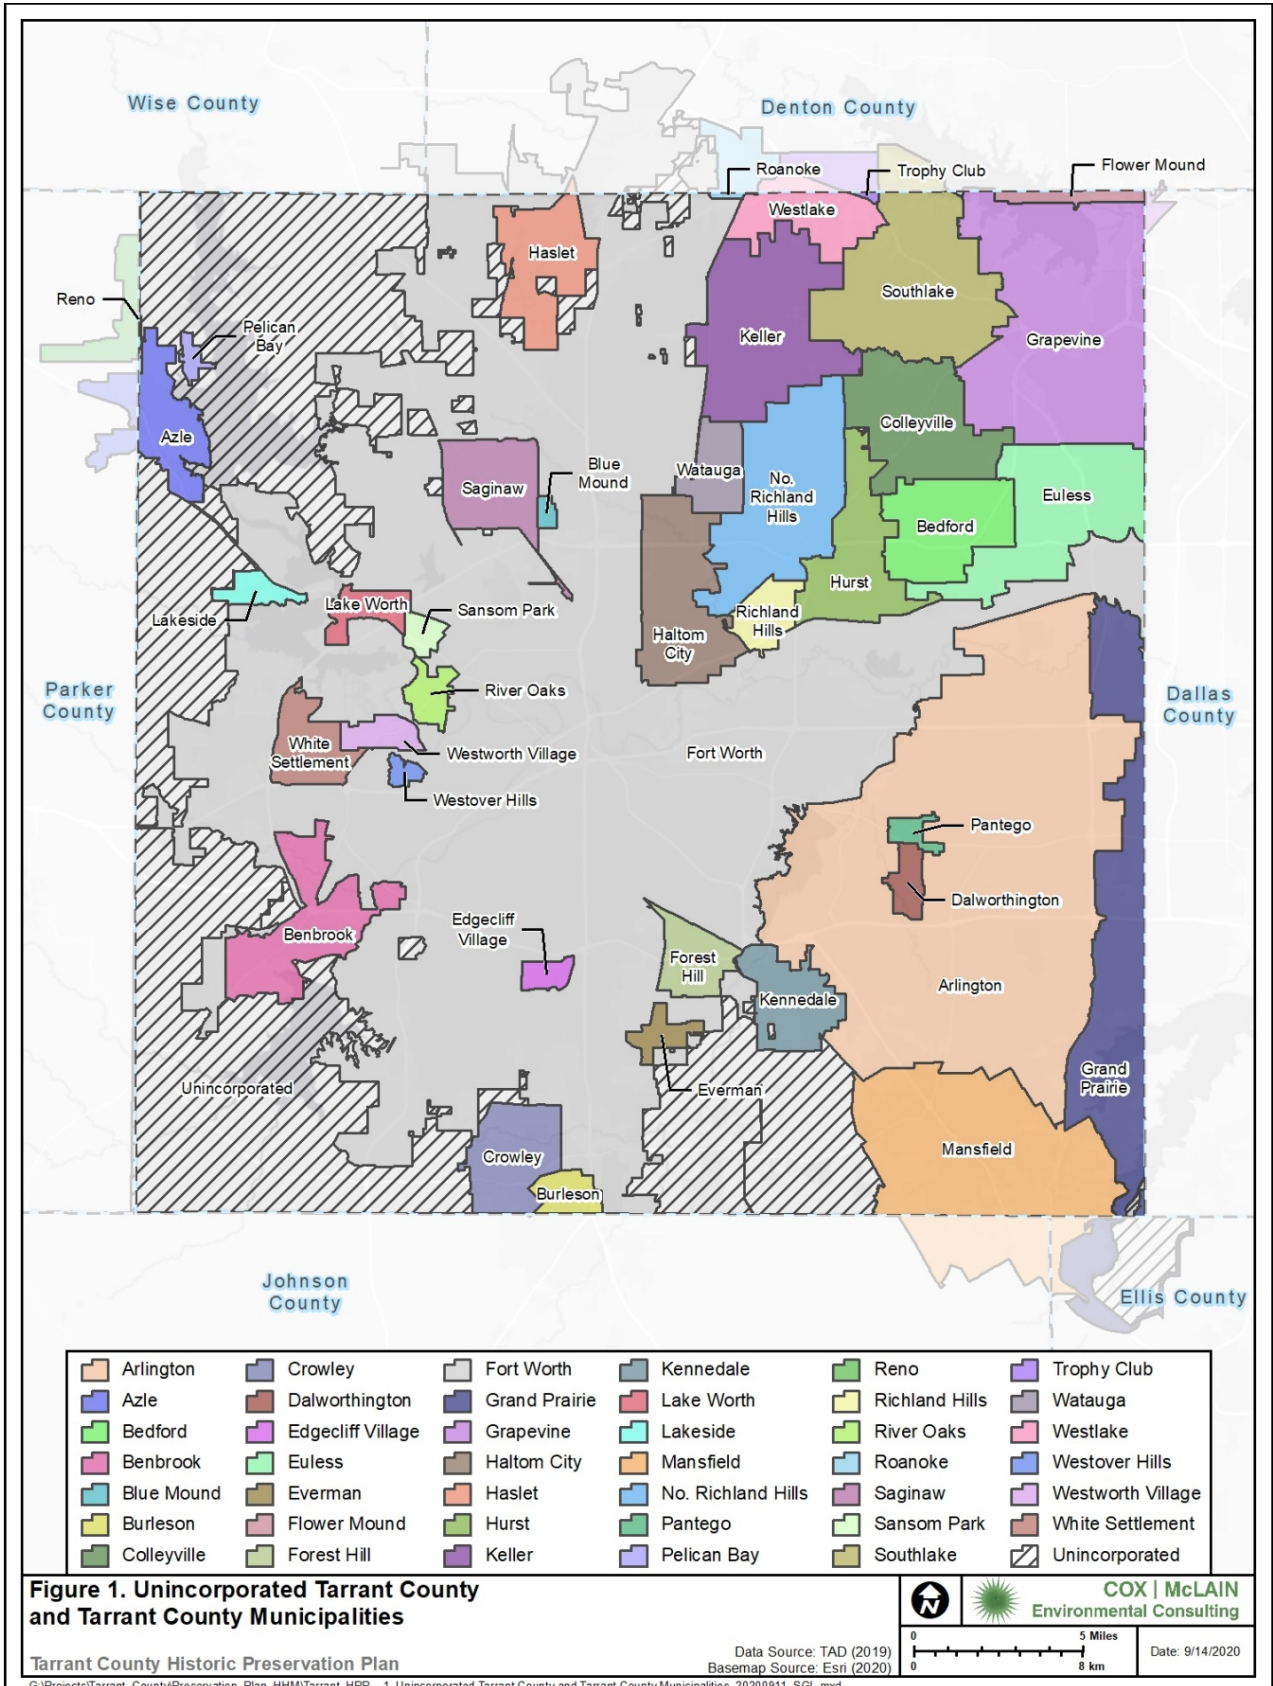 Wise County
Denton County
Roanoke
Trophy Club
Flower Mound
Westlake
Haslet
Southlake
Reno
Pelican
Bay
Keller
Grapevine
Azle
Colleyville
Watauga
Blue
Mound
Saginaw
No.
Richland
Hills
Euless
Bedford
Hurst
Lakeside
Lake Worth
Sansom Park
Richland
Hills
Haltom
City
Parker
County
River Oaks
Dallas
County
White
Settlement
Westworth Village
Fort Worth
Westover Hills
Pantego
Dalworthington
Benbrook
Edgecliff
Village
Forest
Hill
Kennedale
Arlington
Unincorporated
Everman
Grand
Prairie
Crowley
Mansfield
Burleson
Johnson
County
Ellis County
Arlington Crowley Fort Worth Kennedale Reno Trophy Club
Azle Dalworthington Grand Prairie Lake Worth Richland Hills Watauga
Bedford Edgecliff Village Grapevine Lakeside River Oaks Westlake
Benbrook Euless Haltom City Mansfield Roanoke Westover Hills
Blue Mound Everman Haslet No. Richland Hills Saginaw Westworth Village
Burleson Flower Mound Hurst Pantego Sansom Park White Settlement
Colleyville Forest Hill Keller Pelican Bay Southlake Unincorporated
Figure 1. Unincorporated Tarrant County
and Tarrant County Municipalities
Tarrant County Historic Preservation Plan
Data Source: TAD (2019)
Basemap Source: Esri (2020)
N
COX | McLAIN
Environmental Consulting
0 5 Miles
0 8 km
Date: 9/14/2020